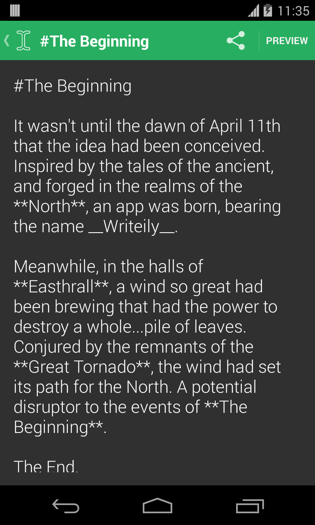 11:35
#The Beginning
PREVIEW
#The Beginning
It wasn't until the dawn of April 11th
that the idea had been conceived.
Inspired by the tales of the ancient,
and forged in the realms of the
**North**, an app was born, bearing
the name __Writeily__.
Meanwhile, in the halls of
**Easthrall**, a wind so great had
been brewing that had the power to
destroy a whole...pile of leaves.
Conjured by the remnants of the
**Great Tornado**, the wind had set
its path for the North. A potential
disruptor to the events of **The
Beginning**.
The End.